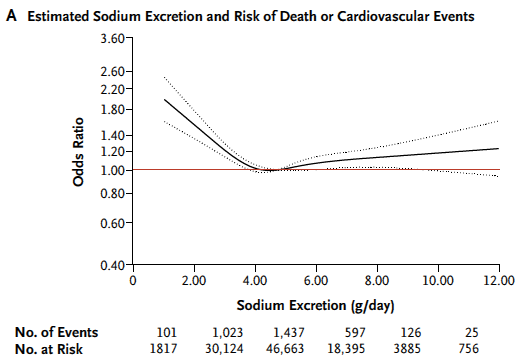 A Estimated Sodium Excretion and Risk of Death or Cardiovascular Events
3.60
2.60
2.20
1.80
1.40
1.20
1.00
0.80
0.60
0.40
Odds Ratio
0 2.00 4.00 6.00 8.00 10.00 12.00
Sodium Excretion (g/day)
No. of Events 101 1,023 1,437 597 126 25
No. at Risk 1817 30,124 46,663 18,395 3885 756